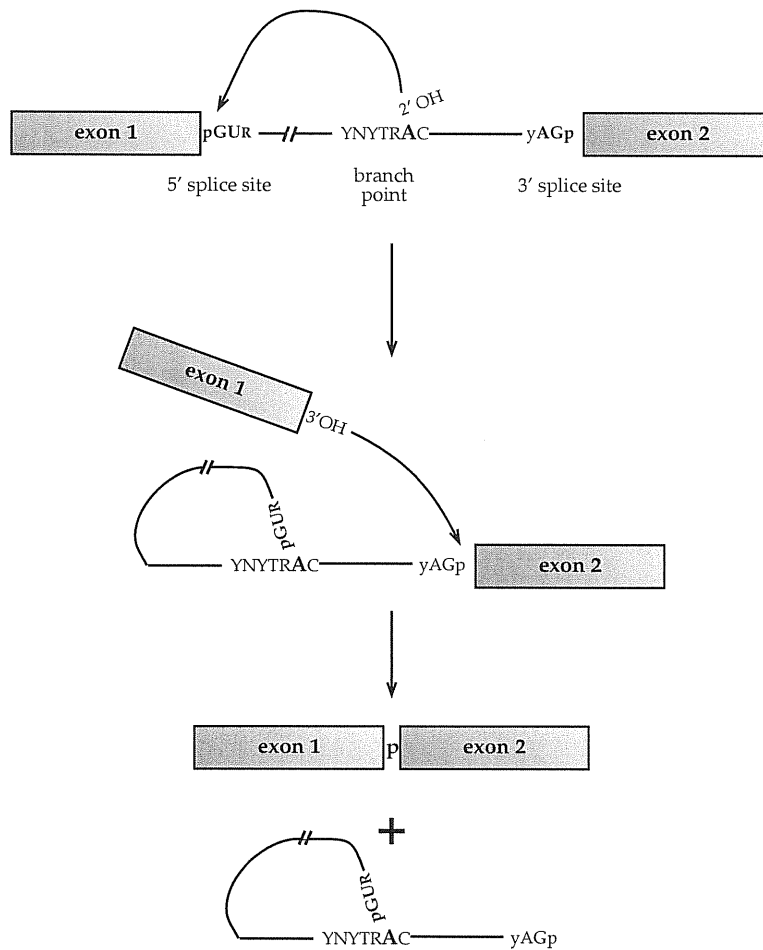 2' OH
exon 1 pGUR YNYTRAC yAGp exon 2
5' splice site branch point 3' splice site
exon 1
3'OH
pGUR
YNYTRAC yAGp exon 2
exon 1 p exon 2
+
pGUR
YNYTRAC yAGp